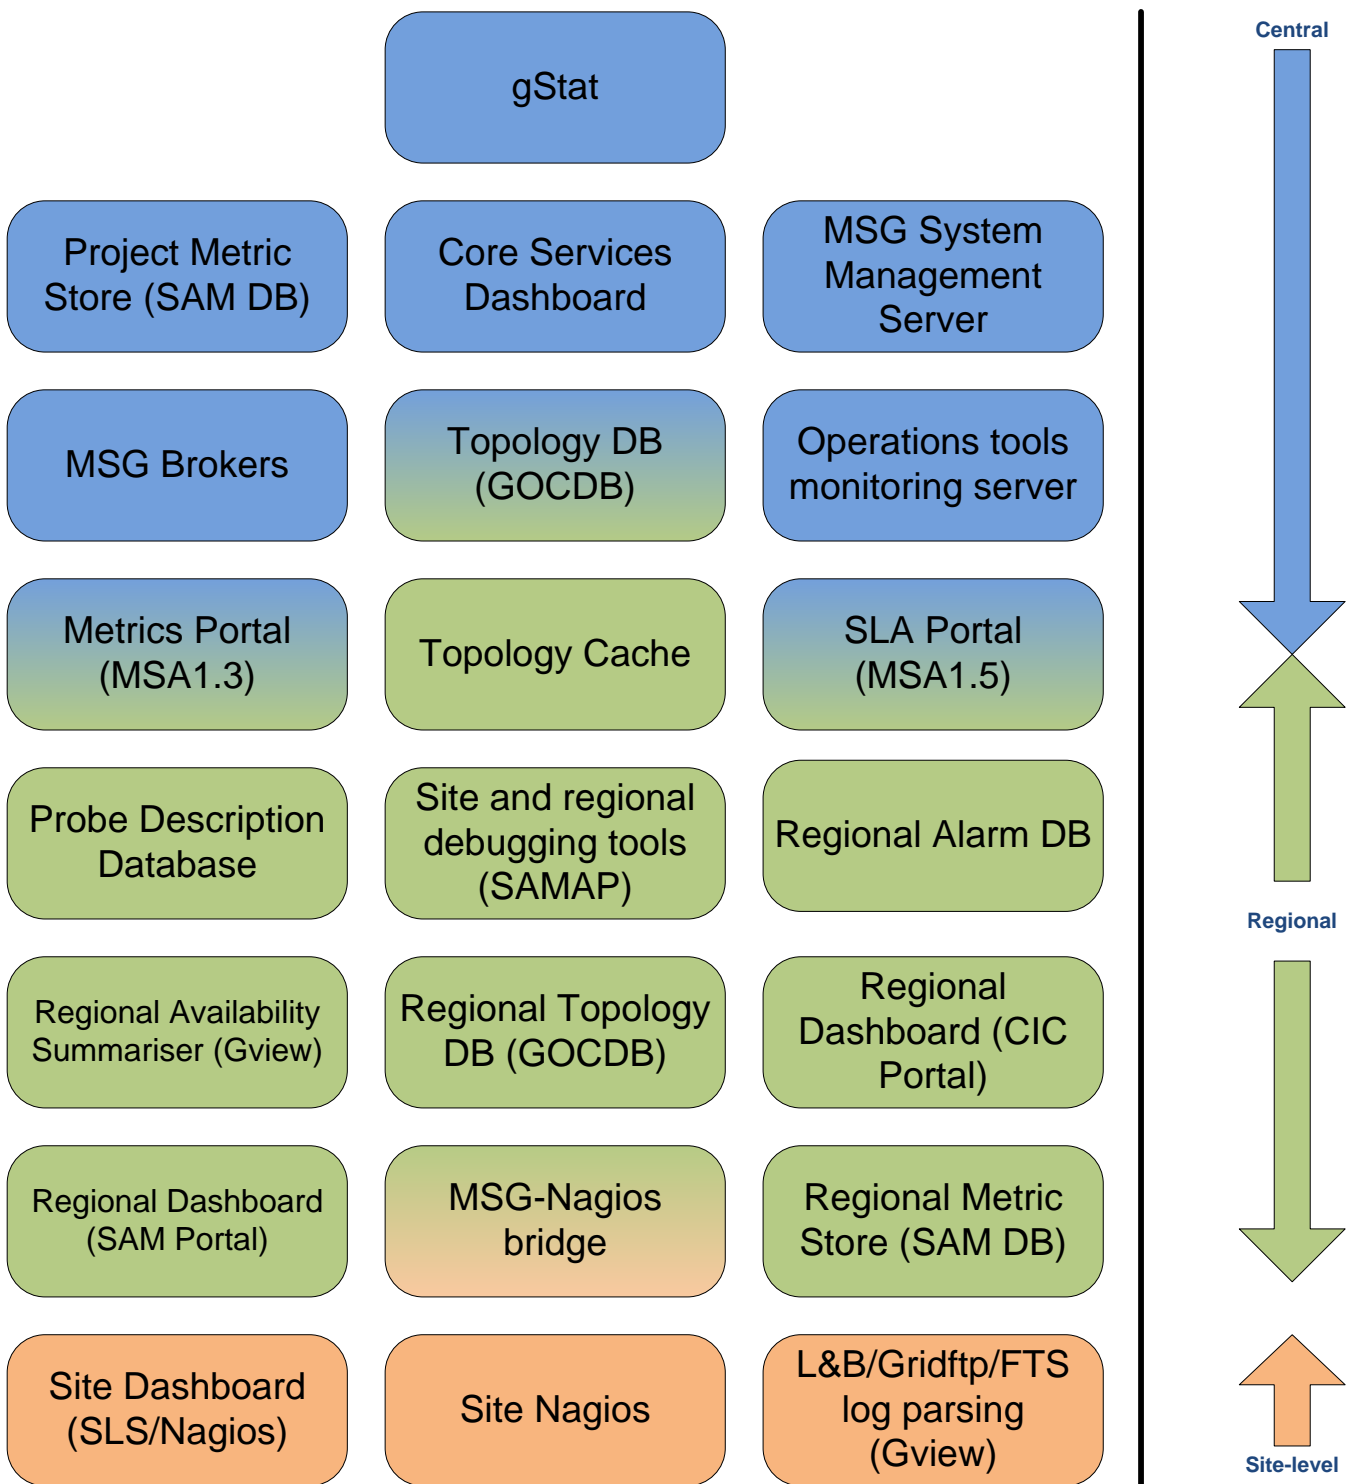 Central
gStat
Project Metric
Store (SAM DB)
Core Services
Dashboard
MSG System
Management
Server
MSG Brokers
Topology DB
(GOCDB)
Operations tools
monitoring server
Metrics Portal
(MSA1.3)
Topology Cache
SLA Portal
(MSA1.5)
Probe Description
Database
Site and regional
debugging tools
(SAMAP)
Regional Alarm DB
Regional
Regional Availability
Summariser (Gview)
Regional Topology
DB (GOCDB)
Regional
Dashboard (CIC
Portal)
Regional Dashboard
(SAM Portal)
MSG-Nagios
bridge
Regional Metric
Store (SAM DB)
Site Dashboard
(SLS/Nagios)
Site Nagios
L&B/Gridftp/FTS
log parsing
(Gview)
Site-level